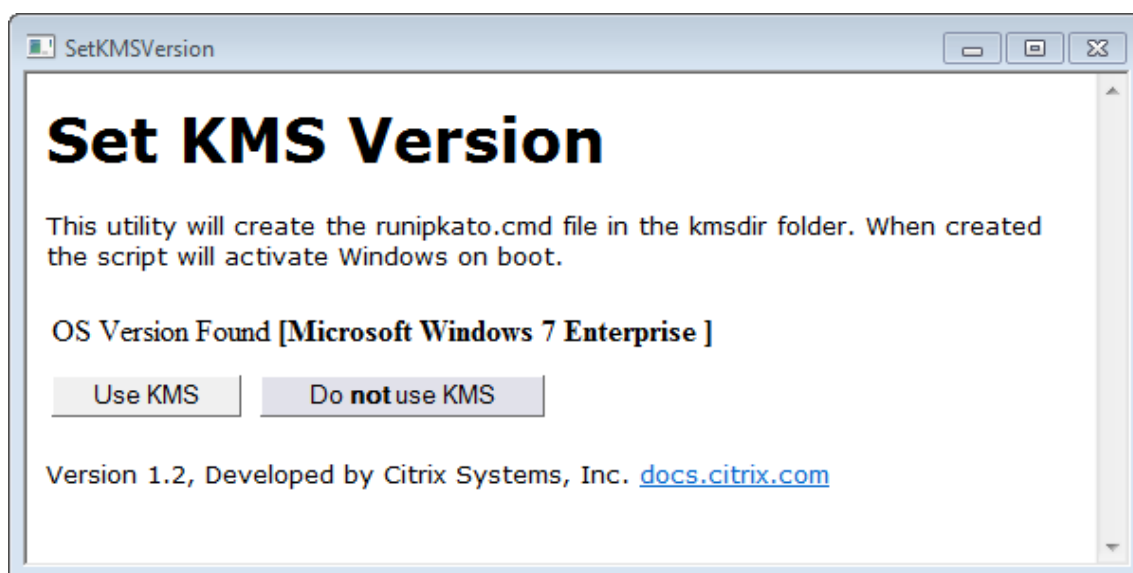 SetKMSVersion
Set KMS Version
This utility will create the runipkato.cmd file in the kmsdir folder. When created
the script will activate Windows on boot.
OS Version Found [Microsoft Windows 7 Enterprise ]
Use KMS Do not use KMS
Version 1.2, Developed by Citrix Systems, Inc. docs.citrix.com